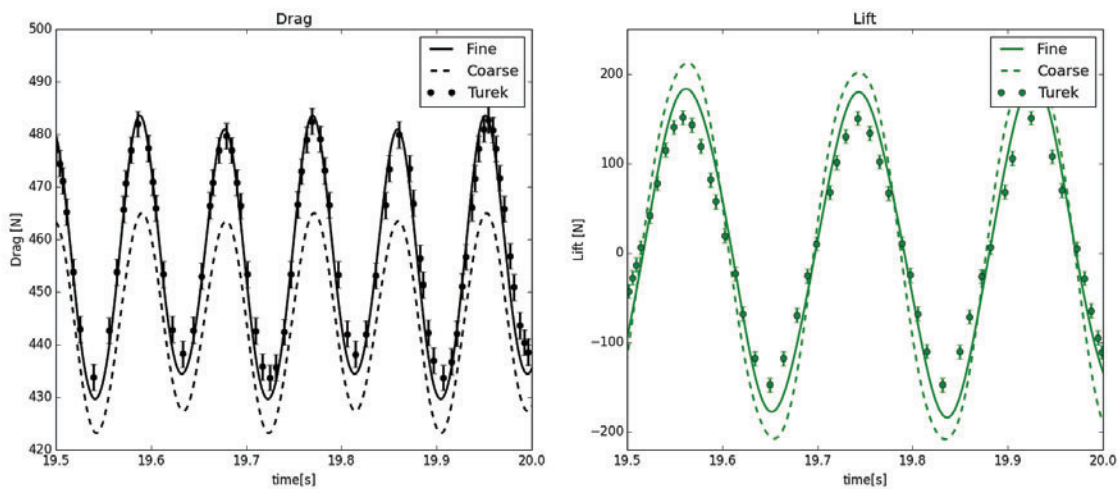 Drag
500
490
480
470
460
450
440
430
420
Drag [N]
19.5
19.6
19.7
19.8
19.9
20.0
time[s]
Fine
Coarse
Turek
Lift
200
100
0
−100
−200
Lift [N]
19.5
19.6
19.7
19.8
19.9
20.0
time[s]
Fine
Coarse
Turek